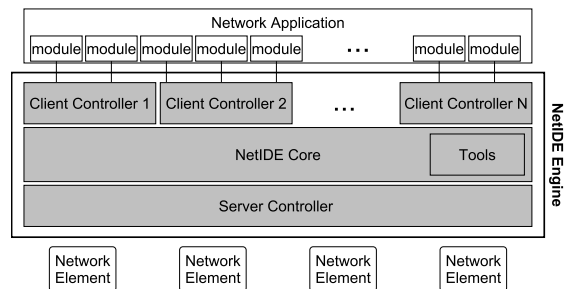 Network Application
module module module module module ... module module
Client Controller 1 Client Controller 2 ... Client Controller N
NetIDE Core Tools
Server Controller
NetIDE Engine
Network Network Network Network
Element Element Element Element